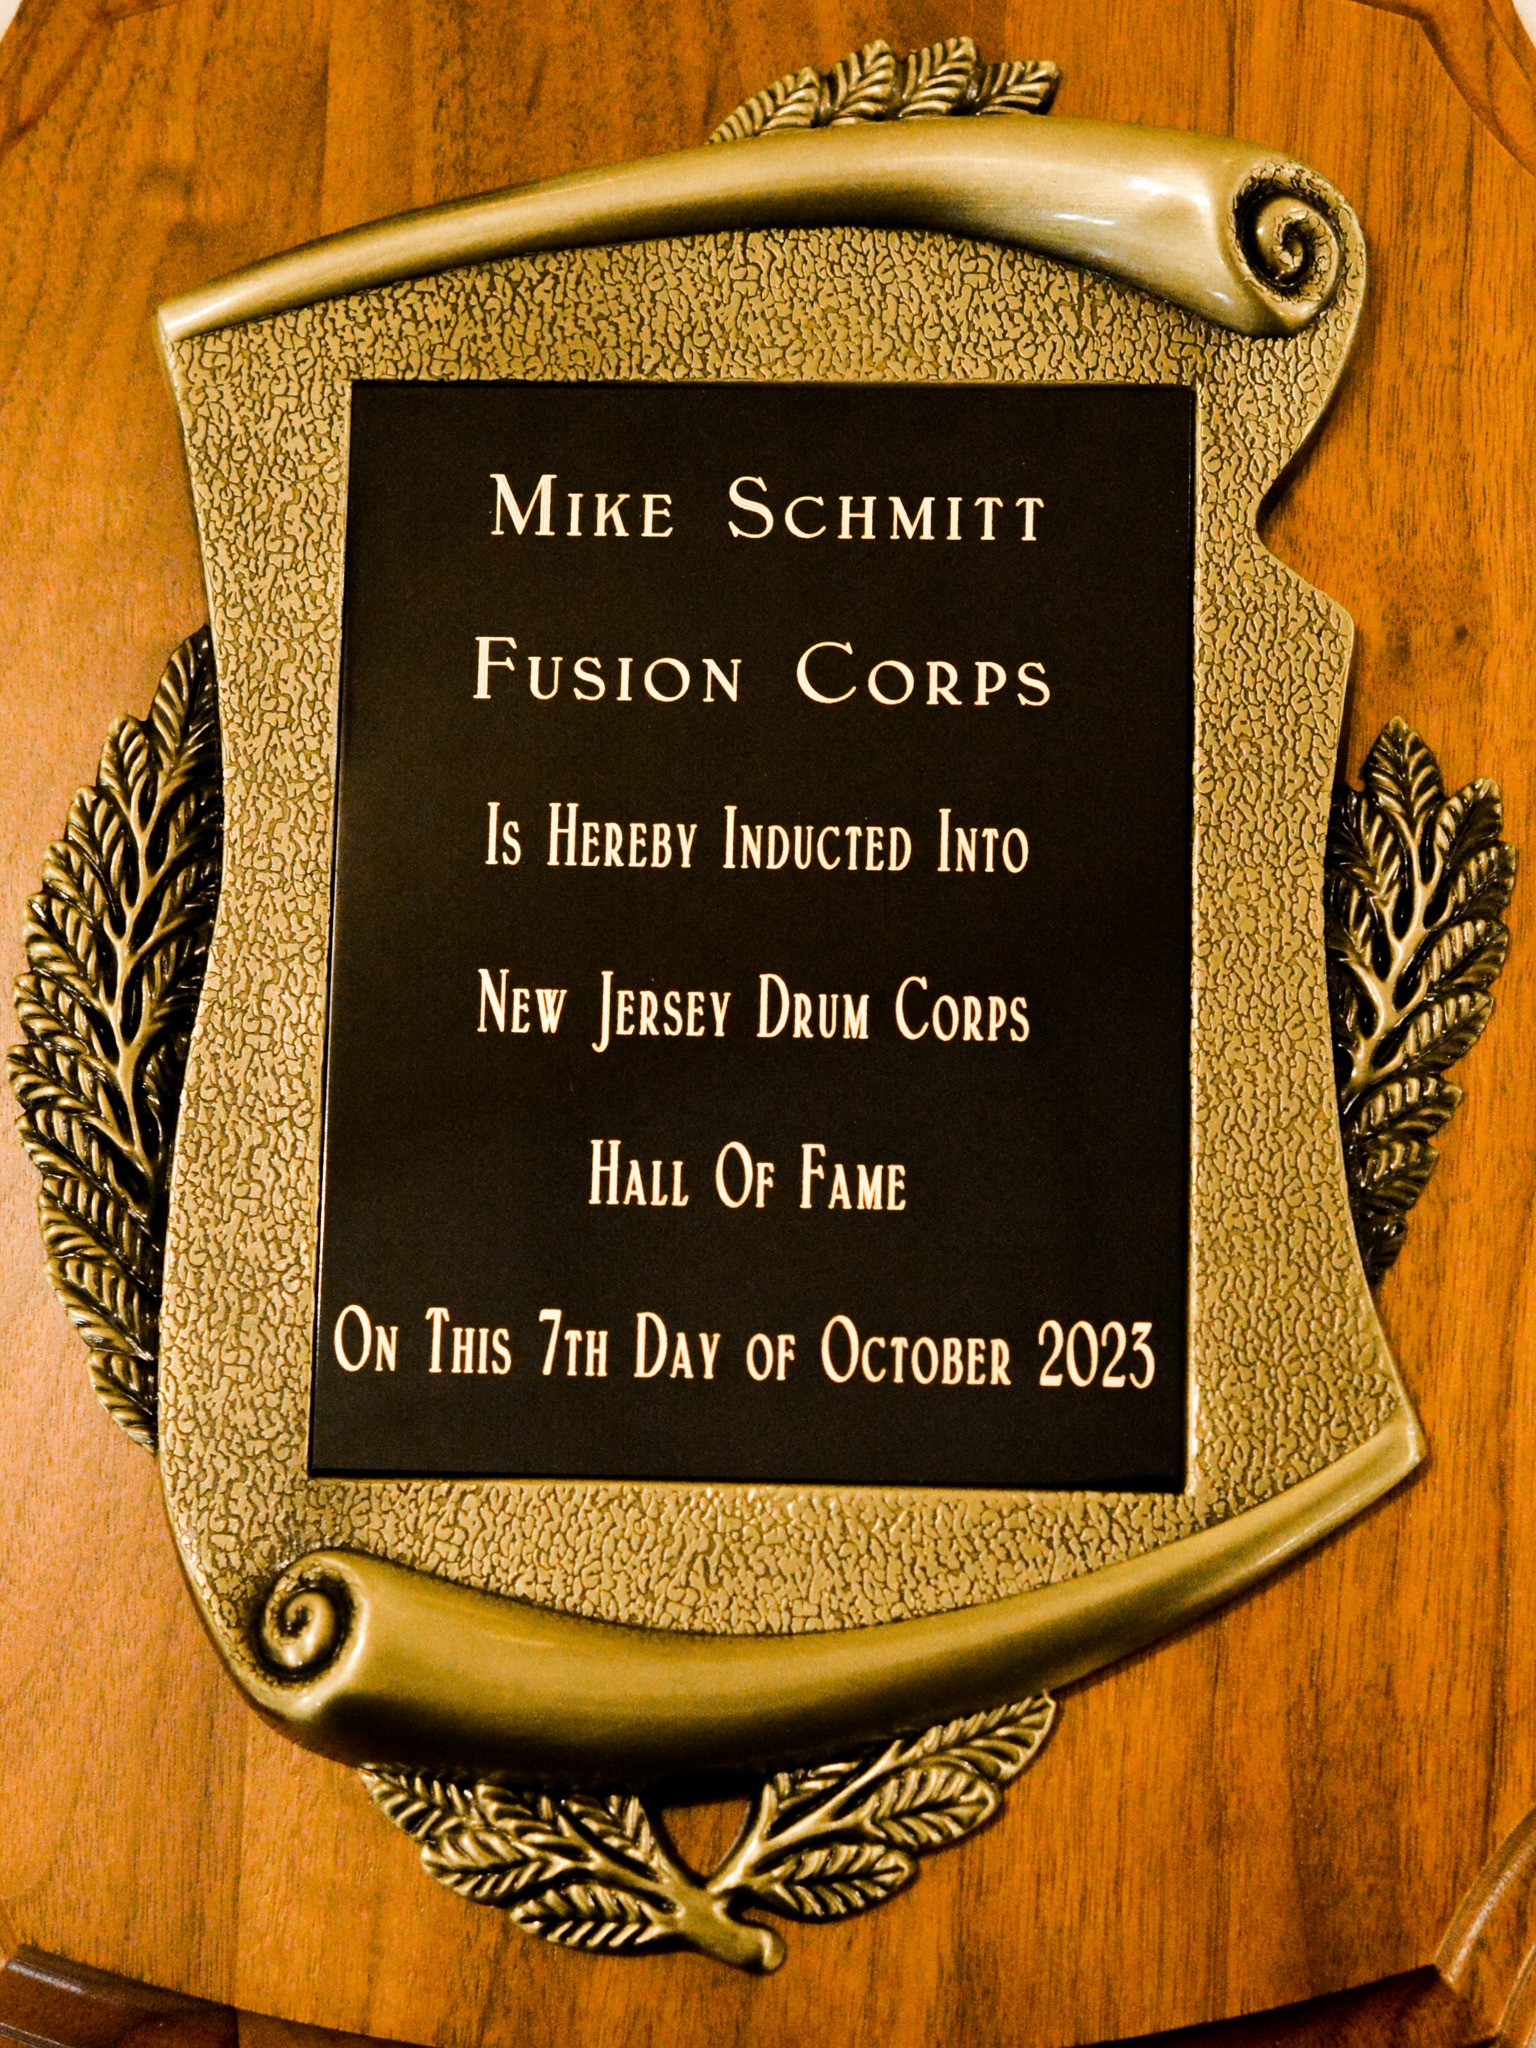 Mike Schmitt
Fusion Corps
Is Hereby Inducted Into
New Jersey Drum Corps
Hall Of Fame
On This 7th Day of October 2023